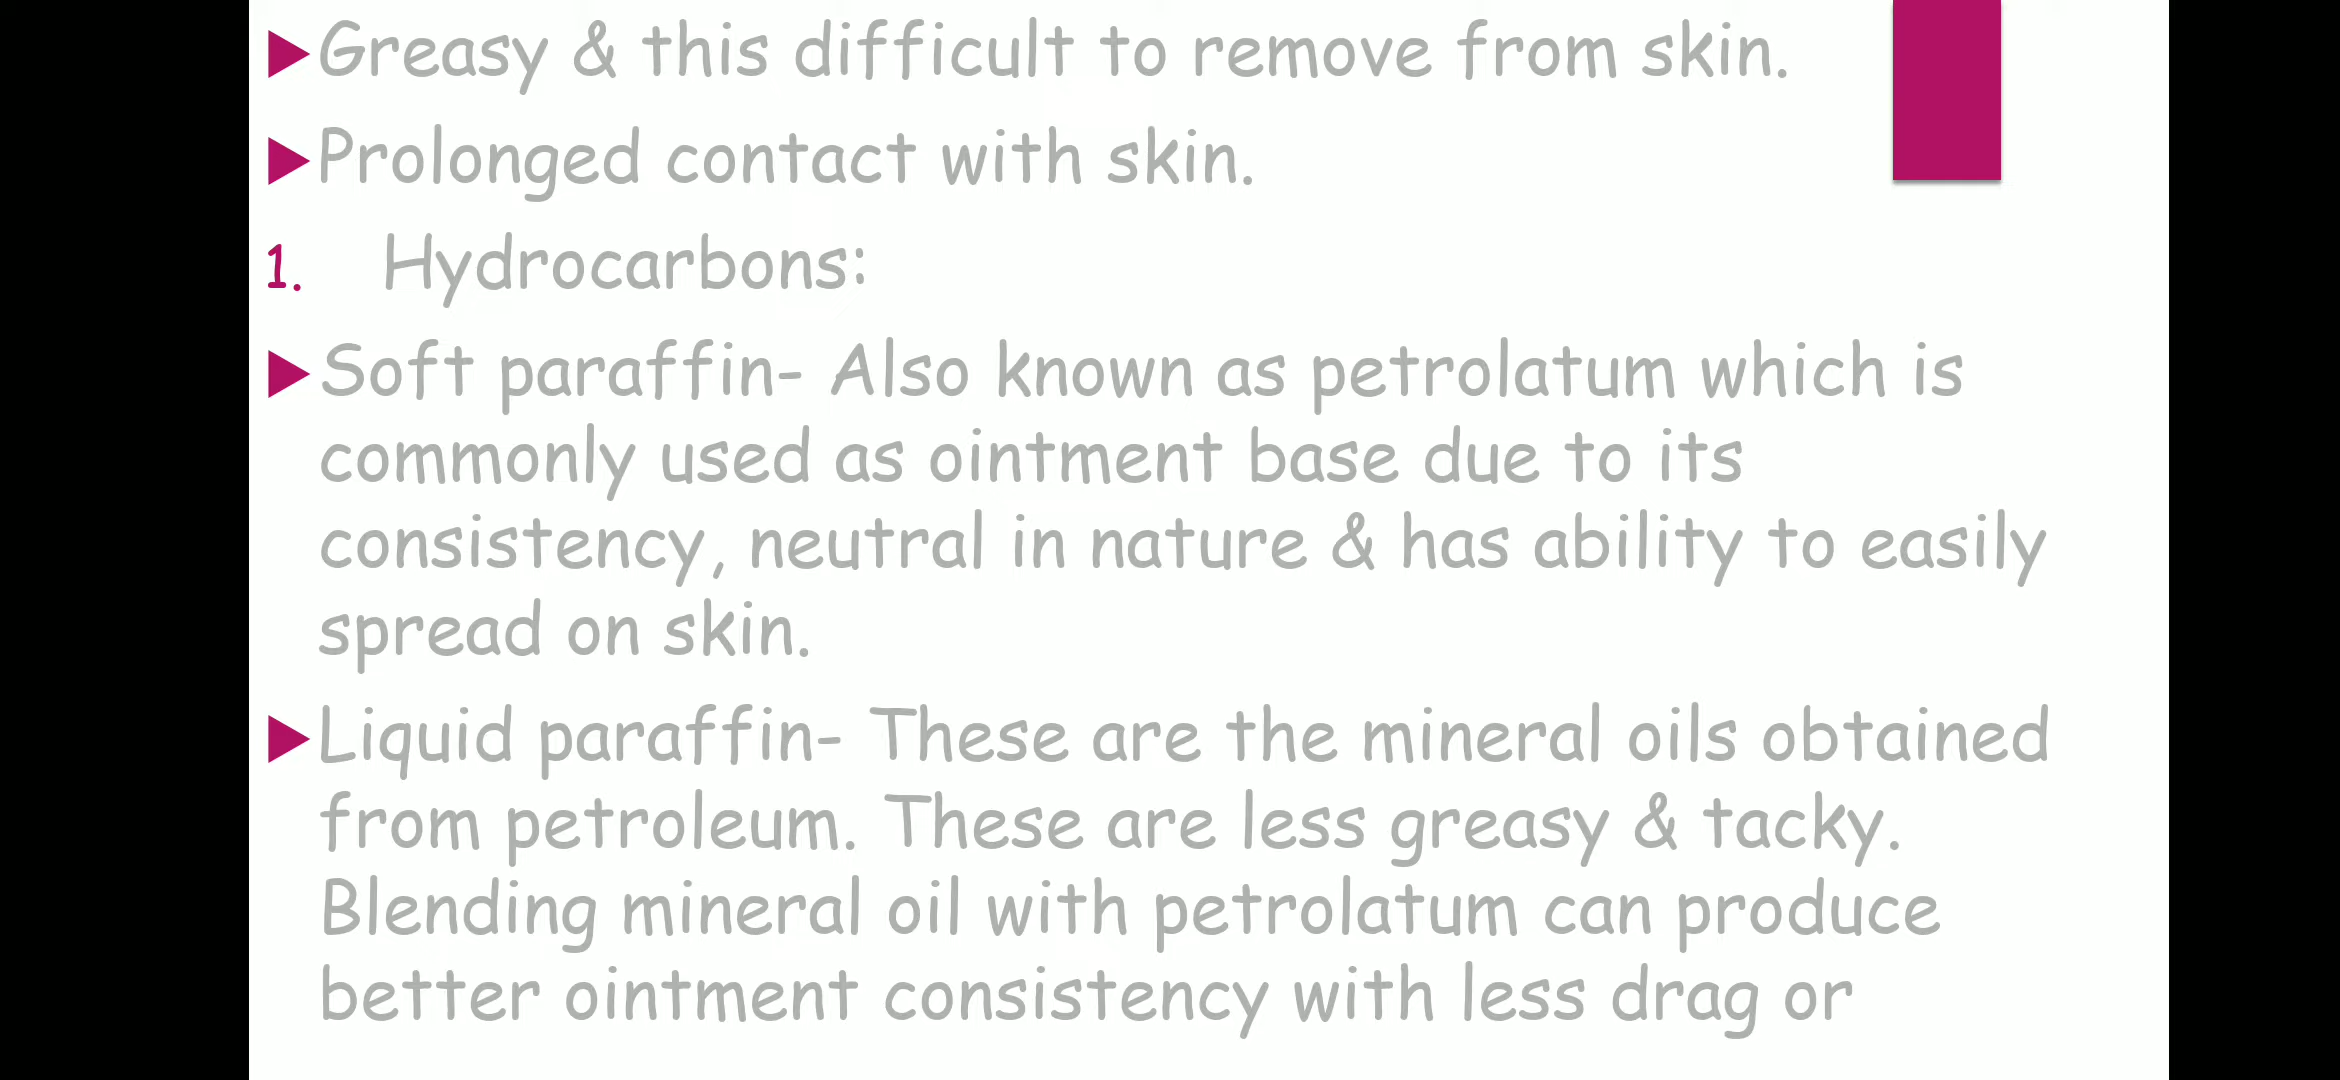 Greasy & this difficult to remove from skin.
Prolonged contact with skin.
1. Hydrocarbons:
Soft paraffin- Also known as petrolatum which is
commonly used as ointment base due to its
consistency, neutral in nature & has ability to easily
spread on skin.
Liquid paraffin- These are the mineral oils obtained
from petroleum. These are less greasy & tacky.
Blending mineral oil with petrolatum can produce
better ointment consistency with less drag or